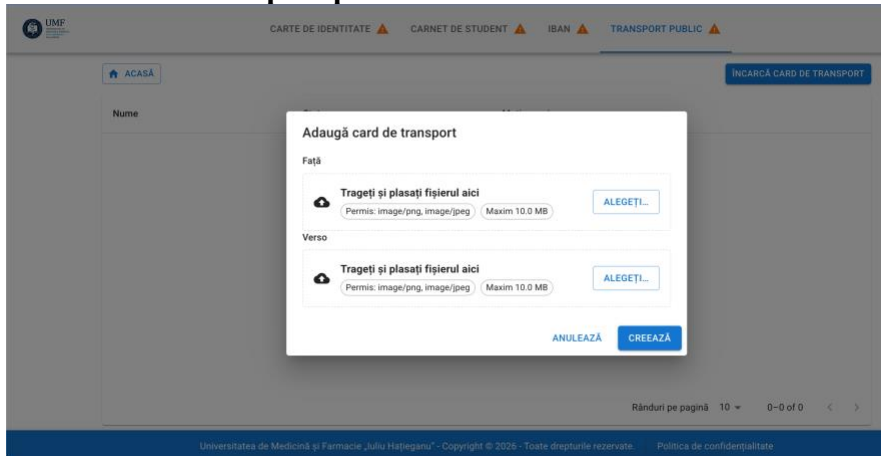 UMF
CARTE DE IDENTITATE
CARNET DE STUDENT
IBAN
TRANSPORT PUBLIC
ACASĂ
ÎNCARCĂ CARD DE TRANSPORT
Nume
Adaugă card de transport
Față
Trageți și plasați fișierul aici
Permis: image/png, image/jpeg
Maxim 10.0 MB
ALEGEȚI...
Verso
Trageți și plasați fișierul aici
Permis: image/png, image/jpeg
Maxim 10.0 MB
ALEGEȚI...
ANULEAZĂ
CREEAZĂ
Rânduri pe pagină 10
0–0 of 0
Universitatea de Medicină și Farmacie „Iuliu Hațieganu” - Copyright © 2026 - Toate drepturile rezervate.
Politica de confidențialitate